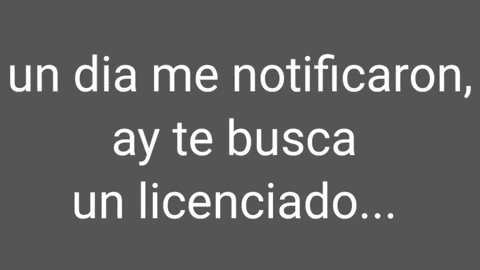 un dia me notificaron,
ay te busca
un licenciado...